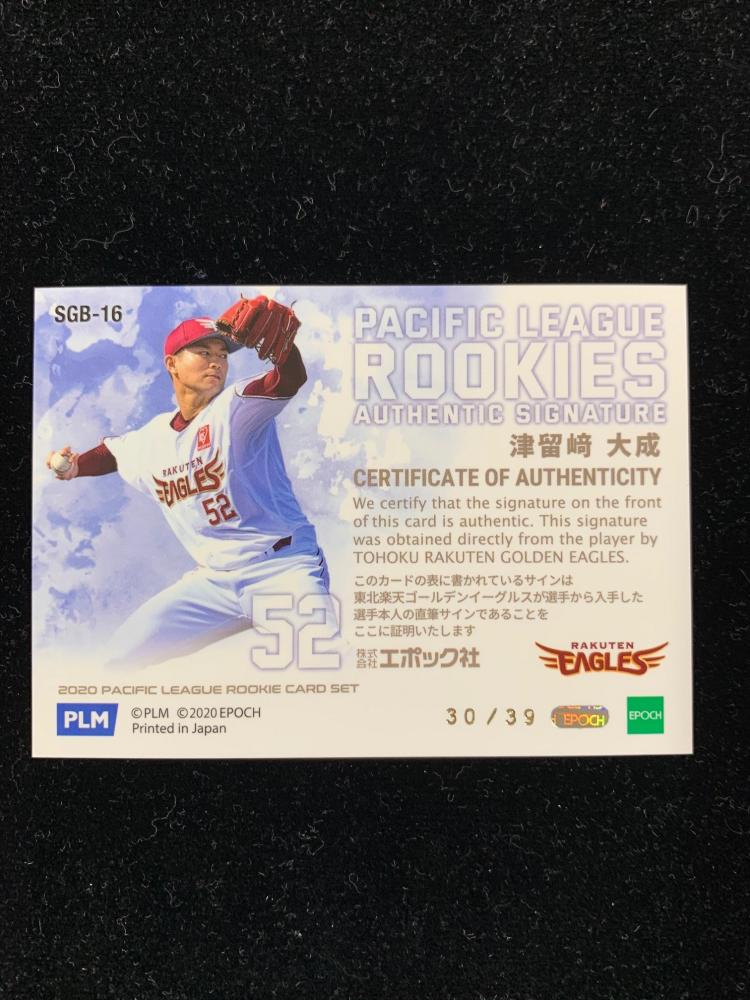 SGB-16
PACIFIC LEAGUE
ROOKIES
AUTHENTIC SIGNATURE
津留﨑 大成
CERTIFICATE OF AUTHENTICITY
We certify that the signature on the front
of this card is authentic. This signature
was obtained directly from the player by
TOHOKU RAKUTEN GOLDEN EAGLES.
このカードの表に書かれているサインは
東北楽天ゴールデンイーグルスが選手から入手した
選手本人の直筆サインであることを
ここに証明いたします
株式会社 エポック社
RAKUTEN
EAGLES
RAKUTEN
EAGLES
52
52
2020 PACIFIC LEAGUE ROOKIE CARD SET
PLM
©PLM ©2020 EPOCH
Printed in Japan
30/39
EPOCH
EPOCH